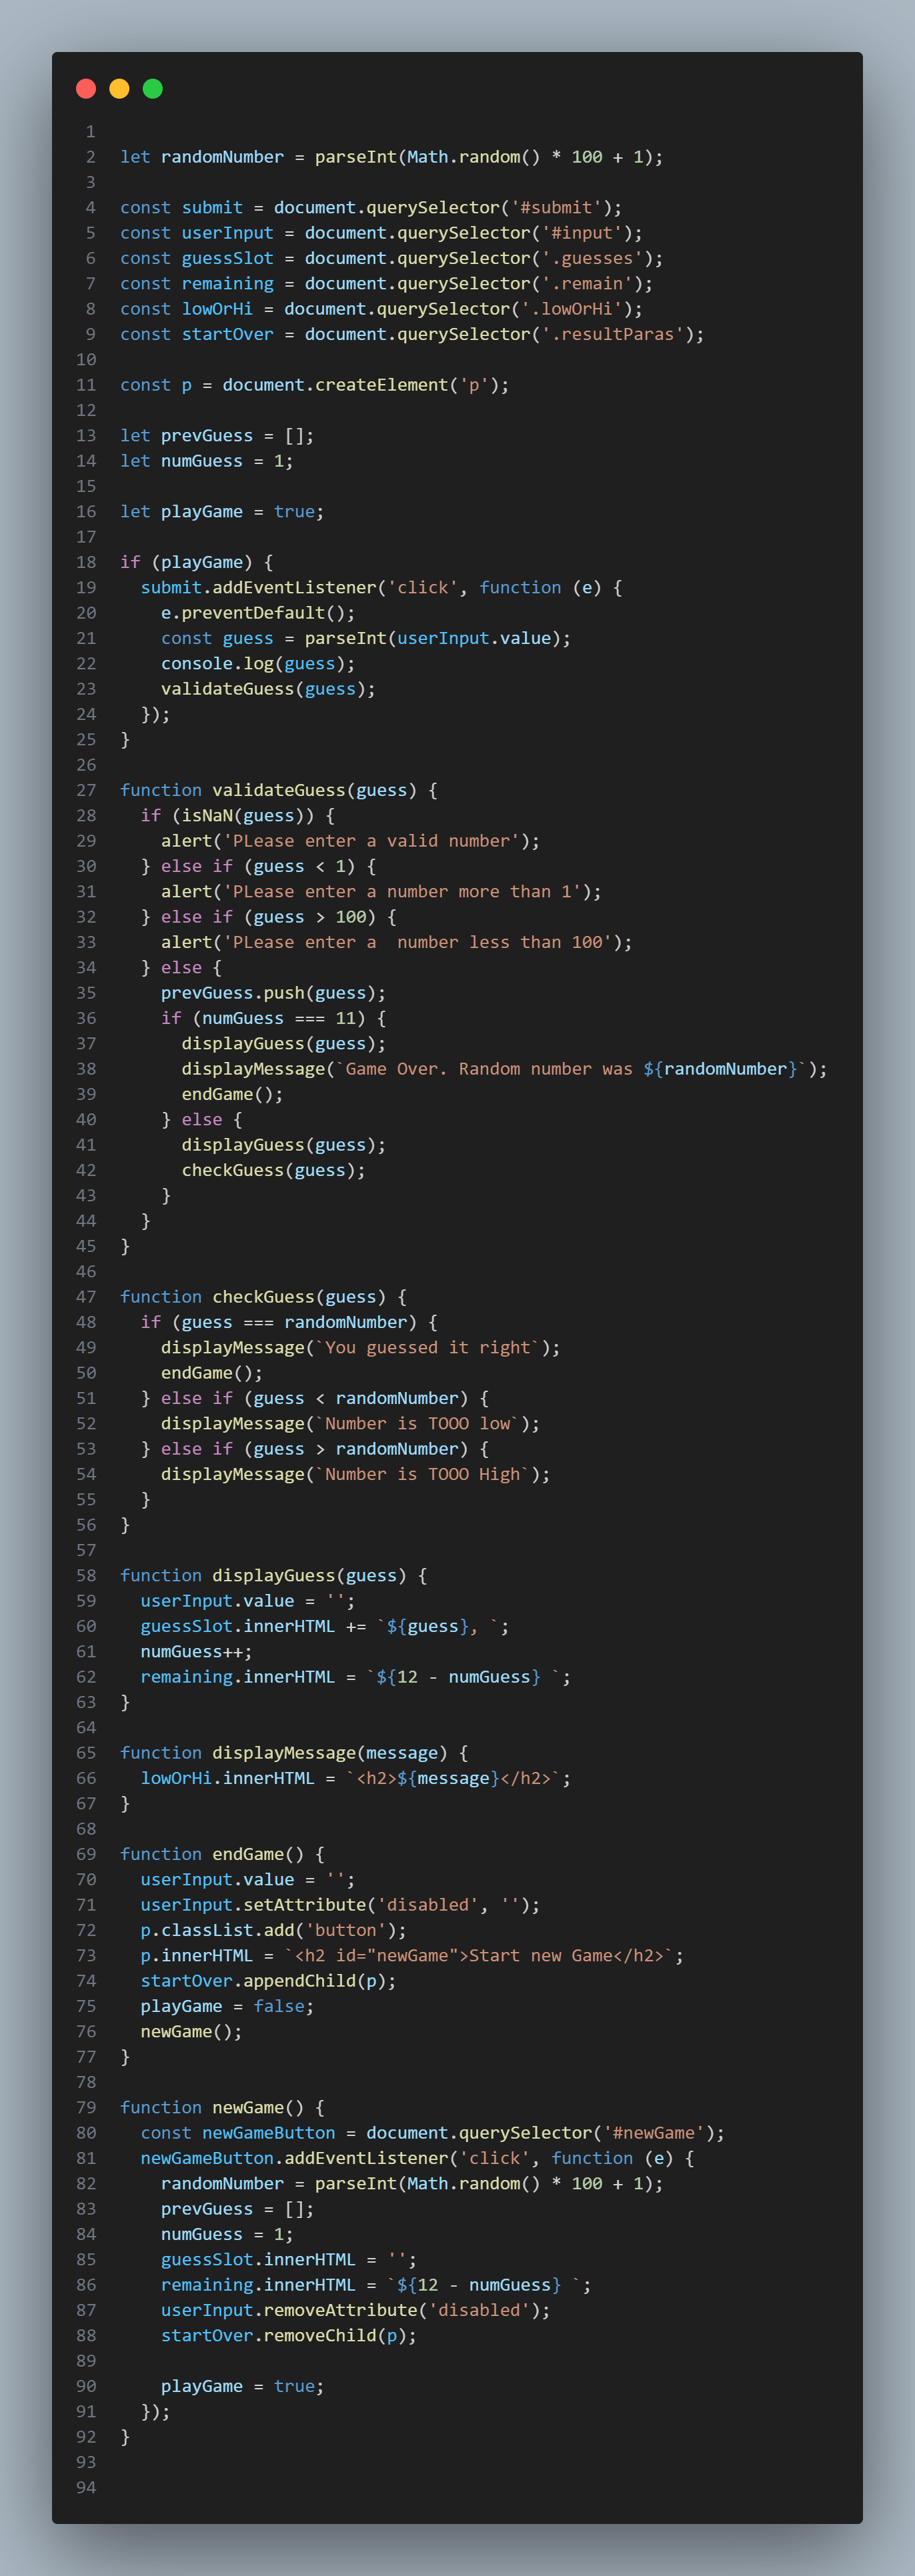 1
2 let randomNumber = parseInt(Math.random() * 100 + 1);
3
4 const submit = document.querySelector('#submit');
5 const userInput = document.querySelector('#input');
6 const guessSlot = document.querySelector('.guesses');
7 const remaining = document.querySelector('.remain');
8 const lowOrHi = document.querySelector('.lowOrHi');
9 const startOver = document.querySelector('.resultParas');
10
11 const p = document.createElement('p');
12
13 let prevGuess = [];
14 let numGuess = 1;
15
16 let playGame = true;
17
18 if (playGame) {
19   submit.addEventListener('click', function (e) {
20     e.preventDefault();
21     const guess = parseInt(userInput.value);
22     console.log(guess);
23     validateGuess(guess);
24   });
25 }
26
27 function validateGuess(guess) {
28   if (isNaN(guess)) {
29     alert('PLease enter a valid number');
30   } else if (guess < 1) {
31     alert('PLease enter a number more than 1');
32   } else if (guess > 100) {
33     alert('PLease enter a  number less than 100');
34   } else {
35     prevGuess.push(guess);
36     if (numGuess === 11) {
37       displayGuess(guess);
38       displayMessage(`Game Over. Random number was ${randomNumber}`);
39       endGame();
40     } else {
41       displayGuess(guess);
42       checkGuess(guess);
43     }
44   }
45 }
46
47 function checkGuess(guess) {
48   if (guess === randomNumber) {
49     displayMessage(`You guessed it right`);
50     endGame();
51   } else if (guess < randomNumber) {
52     displayMessage(`Number is TOOO low`);
53   } else if (guess > randomNumber) {
54     displayMessage(`Number is TOOO High`);
55   }
56 }
57
58 function displayGuess(guess) {
59   userInput.value = '';
60   guessSlot.innerHTML += `${guess}, `;
61   numGuess++;
62   remaining.innerHTML = `${12 - numGuess} `;
63 }
64
65 function displayMessage(message) {
66   lowOrHi.innerHTML = `<h2>${message}</h2>`;
67 }
68
69 function endGame() {
70   userInput.value = '';
71   userInput.setAttribute('disabled', '');
72   p.classList.add('button');
73   p.innerHTML = `<h2 id="newGame">Start new Game</h2>`;
74   startOver.appendChild(p);
75   playGame = false;
76   newGame();
77 }
78
79 function newGame() {
80   const newGameButton = document.querySelector('#newGame');
81   newGameButton.addEventListener('click', function (e) {
82     randomNumber = parseInt(Math.random() * 100 + 1);
83     prevGuess = [];
84     numGuess = 1;
85     guessSlot.innerHTML = '';
86     remaining.innerHTML = `${12 - numGuess} `;
87     userInput.removeAttribute('disabled');
88     startOver.removeChild(p);
89
90     playGame = true;
91   });
92 }
93
94